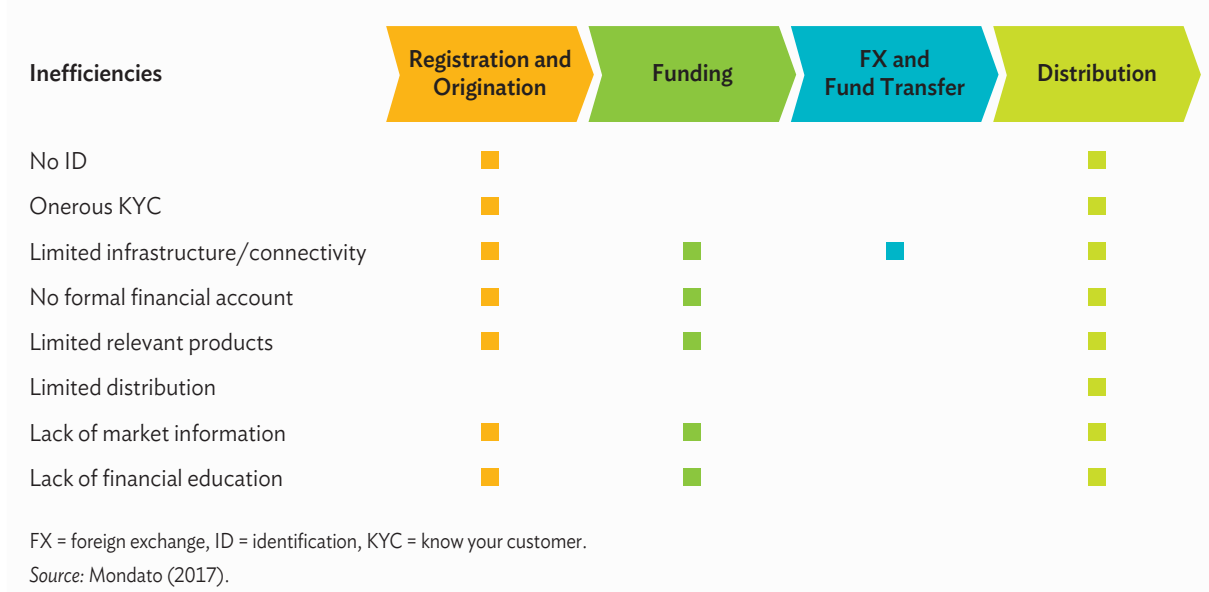 Inefficiencies
Registration and
Origination
Funding
FX and
Fund Transfer
Distribution
No ID
Onerous KYC
Limited infrastructure/connectivity
No formal financial account
Limited relevant products
Limited distribution
Lack of market information
Lack of financial education
FX = foreign exchange, ID = identification, KYC = know your customer.
Source: Mondato (2017).